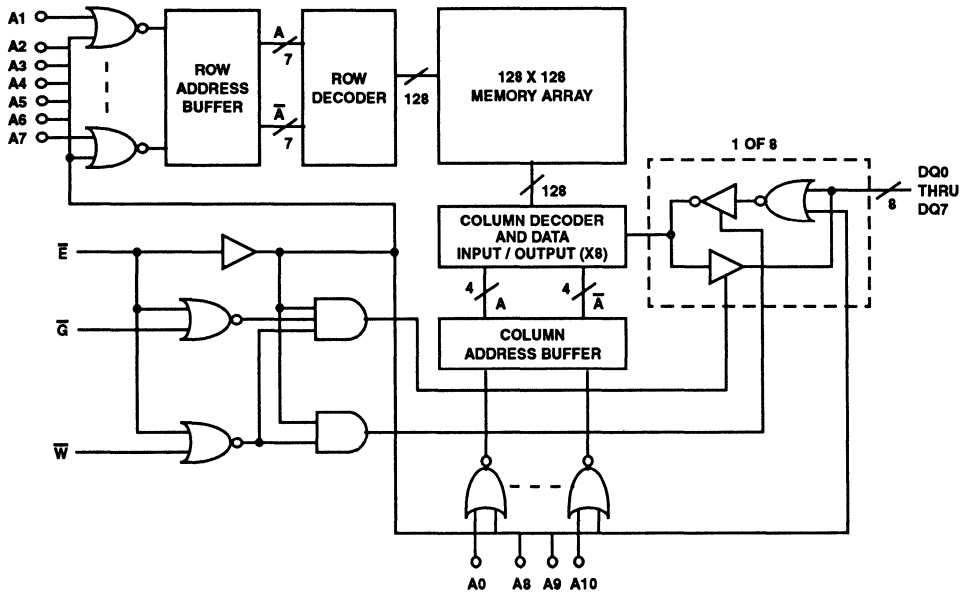 A1
A2
A3
A4
A5
A6
A7
ROW
ADDRESS
BUFFER
A
7
A̅
7
ROW
DECODER
128
128 X 128
MEMORY ARRAY
128
1 OF 8
DQ0
THRU
DQ7
8
COLUMN DECODER
AND DATA
INPUT / OUTPUT (X8)
4
A
4
A̅
COLUMN
ADDRESS BUFFER
E̅
G̅
W̅
A0
A8
A9
A10